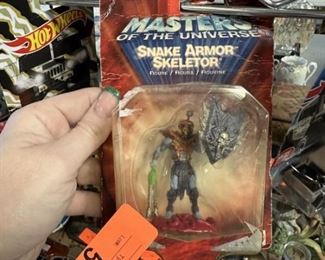 HOT WHEELS
MASTERS
OF THE UNIVERSE
SNAKE ARMOR
SKELETOR
FIGURE / FIGURA / FIGURINE